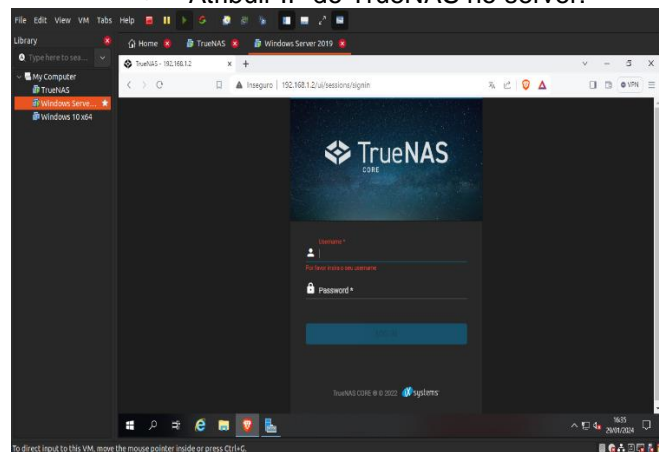 Atribuir IP do TrueNAS no server.
File Edit View VM Tabs Help
Library
Home
TrueNAS
Windows Server 2019
Type here to sea...
TrueNAS - 192.168.1.2
My Computer
TrueNAS
Windows Serve...
Windows 10 x64
Inseguro 192.168.1.2/ui/sessions/signin
VPN
TrueNAS
CORE
Username *
Por favor insira o seu username
Password *
TrueNAS CORE ® © 2022 iXsystems
16:35
29/01/2024
To direct input to this VM, move the mouse pointer inside or press Ctrl+G.